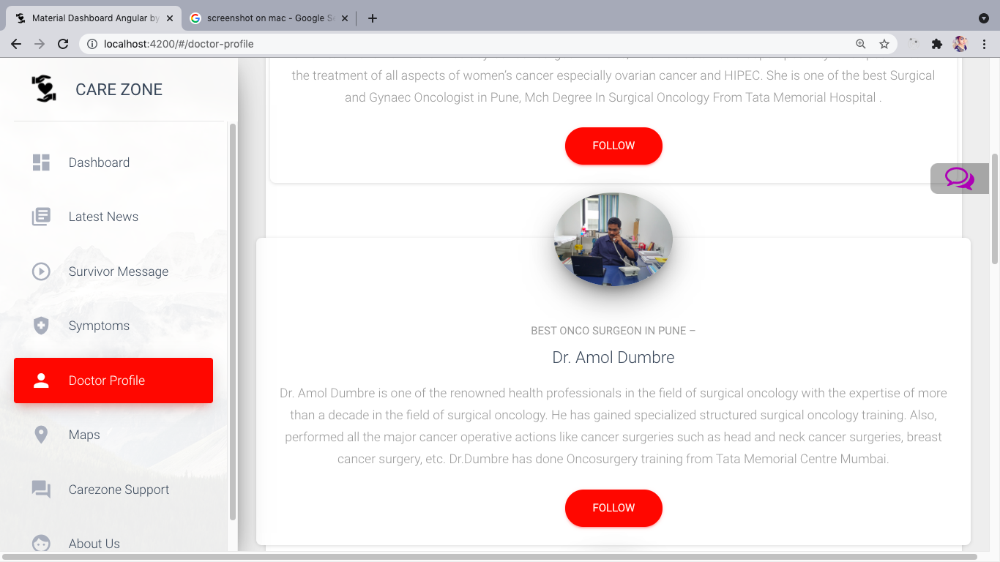 Material Dashboard Angular by
screenshot on mac - Google S
localhost:4200/#/doctor-profile
CARE ZONE
Dashboard
Latest News
Survivor Message
Symptoms
Doctor Profile
Maps
Carezone Support
About Us
the treatment of all aspects of women's cancer especially ovarian cancer and HIPEC. She is one of the best Surgical
and Gynaec Oncologist in Pune, Mch Degree In Surgical Oncology From Tata Memorial Hospital .
FOLLOW
BEST ONCO SURGEON IN PUNE –
Dr. Amol Dumbre
Dr. Amol Dumbre is one of the renowned health professionals in the field of surgical oncology with the expertise of more
than a decade in the field of surgical oncology. He has gained specialized structured surgical oncology training. Also,
performed all the major cancer operative actions like cancer surgeries such as head and neck cancer surgeries, breast
cancer surgery, etc. Dr.Dumbre has done Oncosurgery training from Tata Memorial Centre Mumbai.
FOLLOW